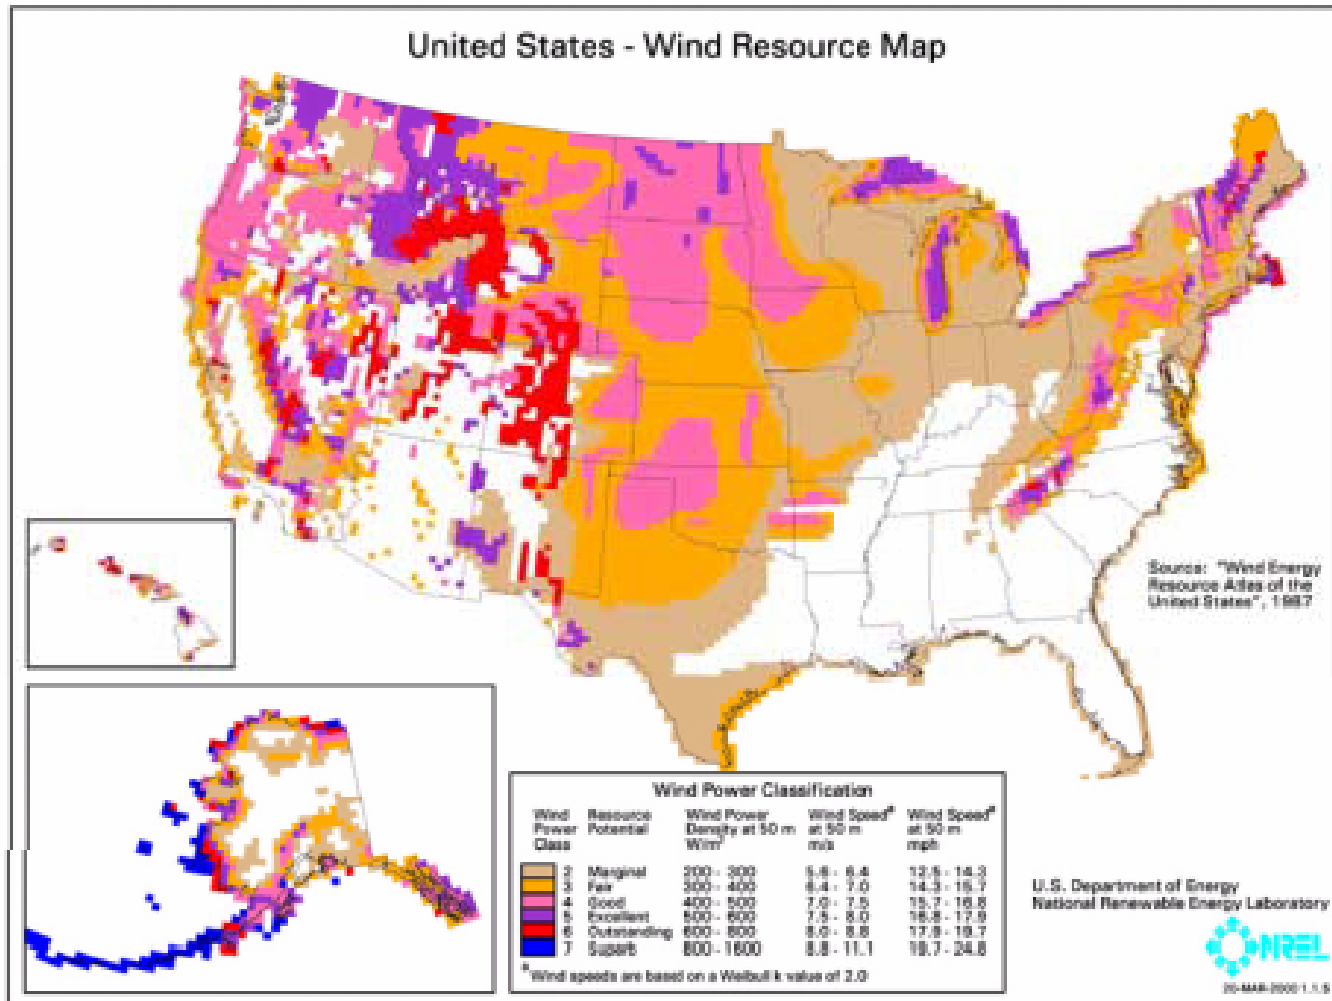 United States - Wind Resource Map
Source: "Wind Energy
Resource Atlas of the
United States", 1987
Wind Power Classification
Wind Power Class
Resource Potential
Wind Power Density at 50 m W/m²
Wind Speedᵃ at 50 m m/s
Wind Speedᵃ at 50 m mph
2 Marginal 200 - 300 5.6 - 6.4 12.5 - 14.3
3 Fair 300 - 400 6.4 - 7.0 14.3 - 15.7
4 Good 400 - 500 7.0 - 7.5 15.7 - 16.8
5 Excellent 500 - 600 7.5 - 8.0 16.8 - 17.9
6 Outstanding 600 - 800 8.0 - 8.8 17.9 - 19.7
7 Superb 800 - 1600 8.8 - 11.1 19.7 - 24.8
ᵃ Wind speeds are based on a Weibull k value of 2.0
U.S. Department of Energy
National Renewable Energy Laboratory
NREL